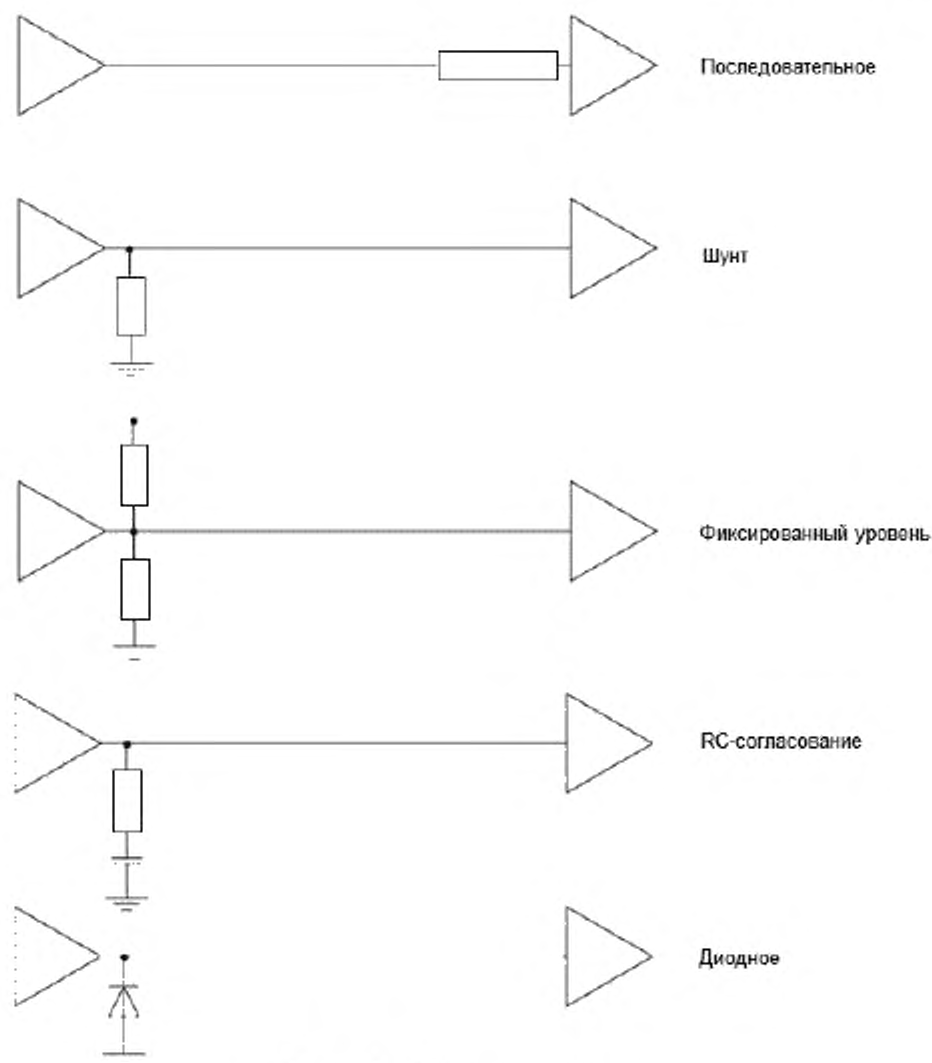 Последовательное
Шунт
Фиксированный уровень
RC-согласование
Диодное